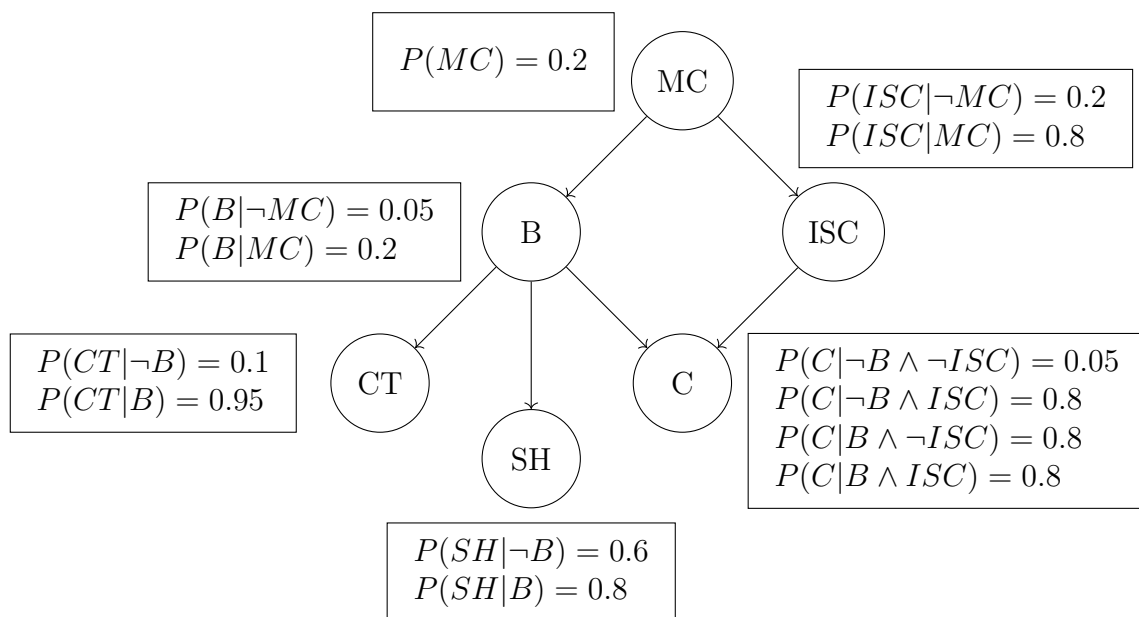 P(MC) = 0.2
MC
P(ISC|¬MC) = 0.2
P(ISC|MC) = 0.8
P(B|¬MC) = 0.05
P(B|MC) = 0.2
B
ISC
P(CT|¬B) = 0.1
P(CT|B) = 0.95
CT
C
P(C|¬B ∧ ¬ISC) = 0.05
P(C|¬B ∧ ISC) = 0.8
P(C|B ∧ ¬ISC) = 0.8
P(C|B ∧ ISC) = 0.8
SH
P(SH|¬B) = 0.6
P(SH|B) = 0.8